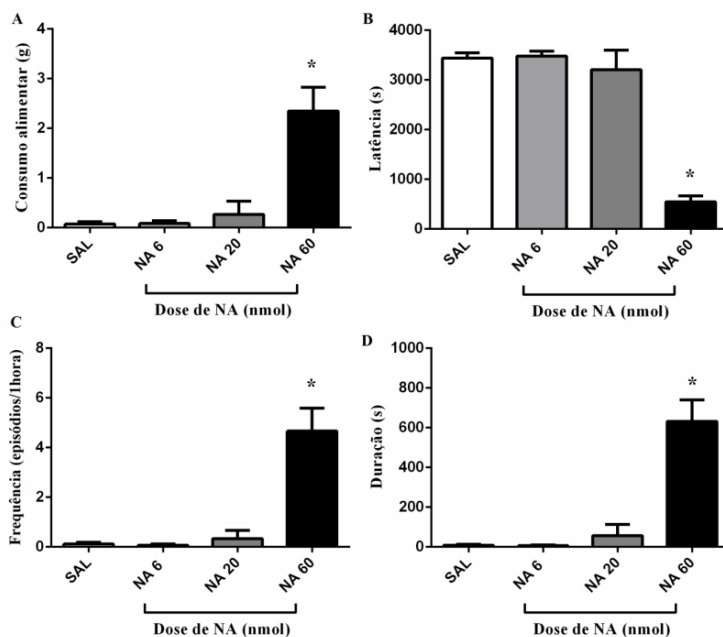 A
Consumo alimentar (g)
4
3
2
1
0
*
SAL
NA 6
NA 20
NA 60
Dose de NA (nmol)
B
Latência (s)
4000
3000
2000
1000
0
*
SAL
NA 6
NA 20
NA 60
Dose de NA (nmol)
C
Frequência (episódios/1hora)
8
6
4
2
0
*
SAL
NA 6
NA 20
NA 60
Dose de NA (nmol)
D
Duração (s)
1000
800
600
400
200
0
*
SAL
NA 6
NA 20
NA 60
Dose de NA (nmol)